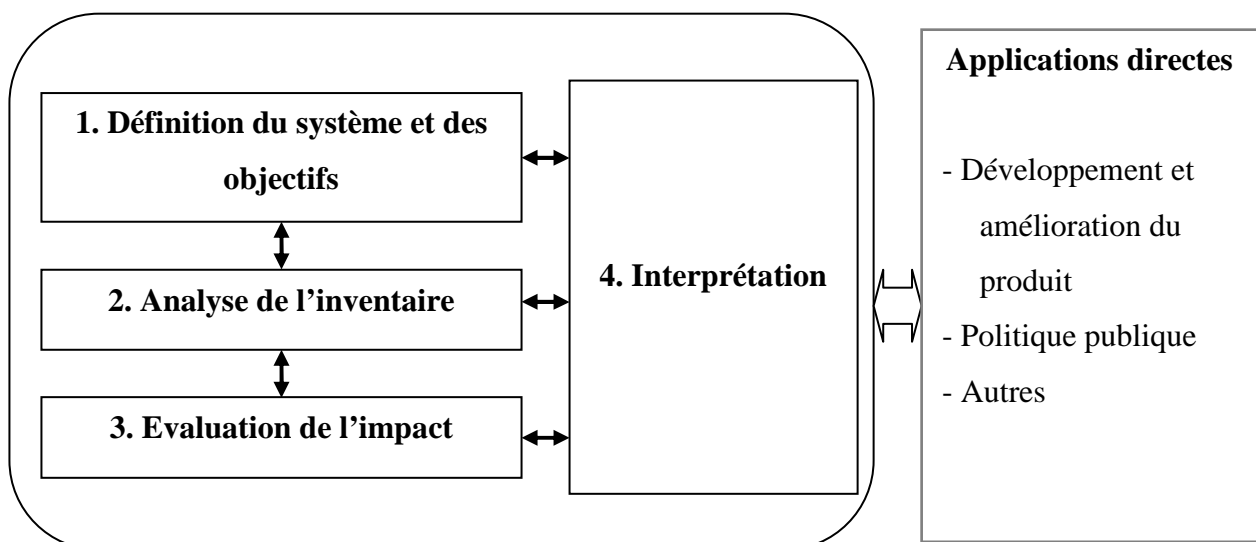 1. Définition du système et des
objectifs
2. Analyse de l’inventaire
3. Evaluation de l’impact
4. Interprétation
Applications directes
- Développement et
amélioration du
produit
- Politique publique
- Autres